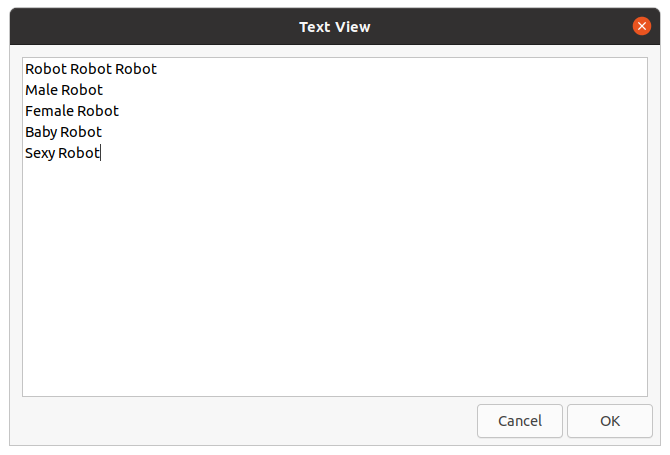 Text View
Robot Robot Robot
Male Robot
Female Robot
Baby Robot
Sexy Robot
Cancel OK